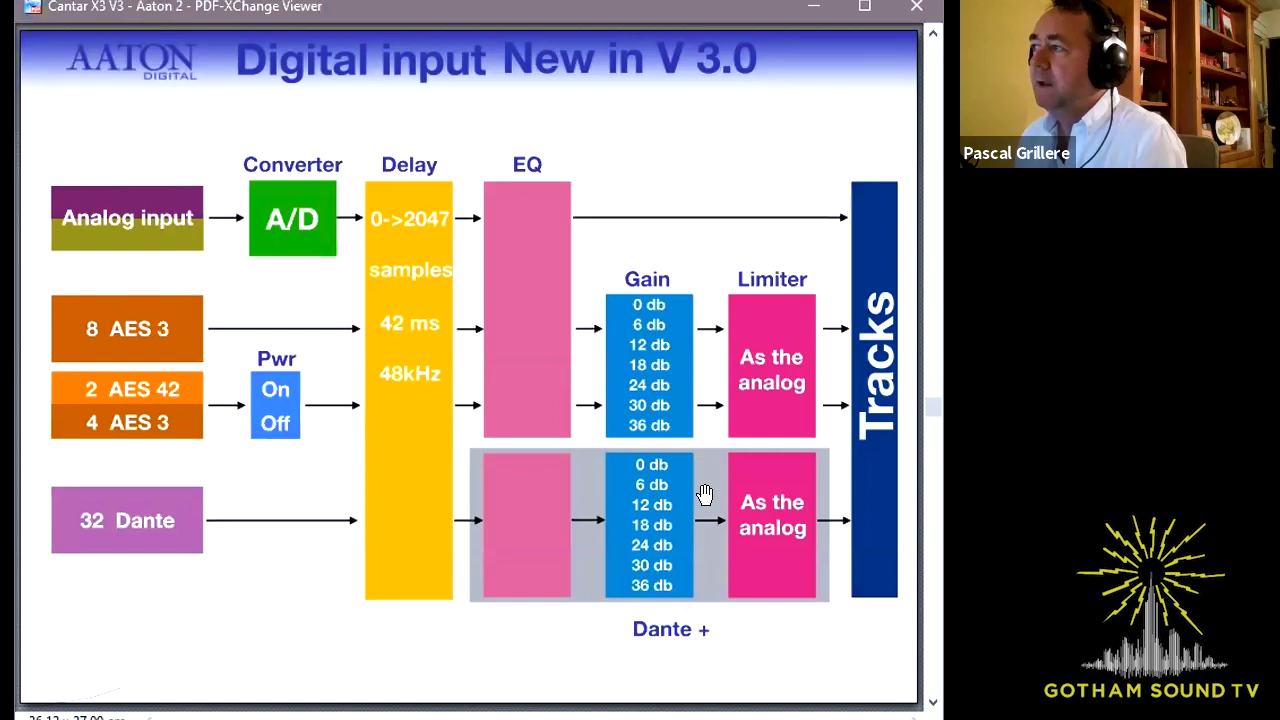 Cantar X3 V3 - Aaton 2 - PDF-XChange Viewer
AATON
DIGITAL
Digital input New in V 3.0
Pascal Grillere
Converter
Delay
EQ
Analog input
A/D
0->2047
samples
42 ms
48kHz
Gain
Limiter
8 AES 3
Pwr
2 AES 42
4 AES 3
On
Off
0 db
6 db
12 db
18 db
24 db
30 db
36 db
As the
analog
Tracks
32 Dante
0 db
6 db
12 db
18 db
24 db
30 db
36 db
As the
analog
Dante +
GOTHAM SOUND TV